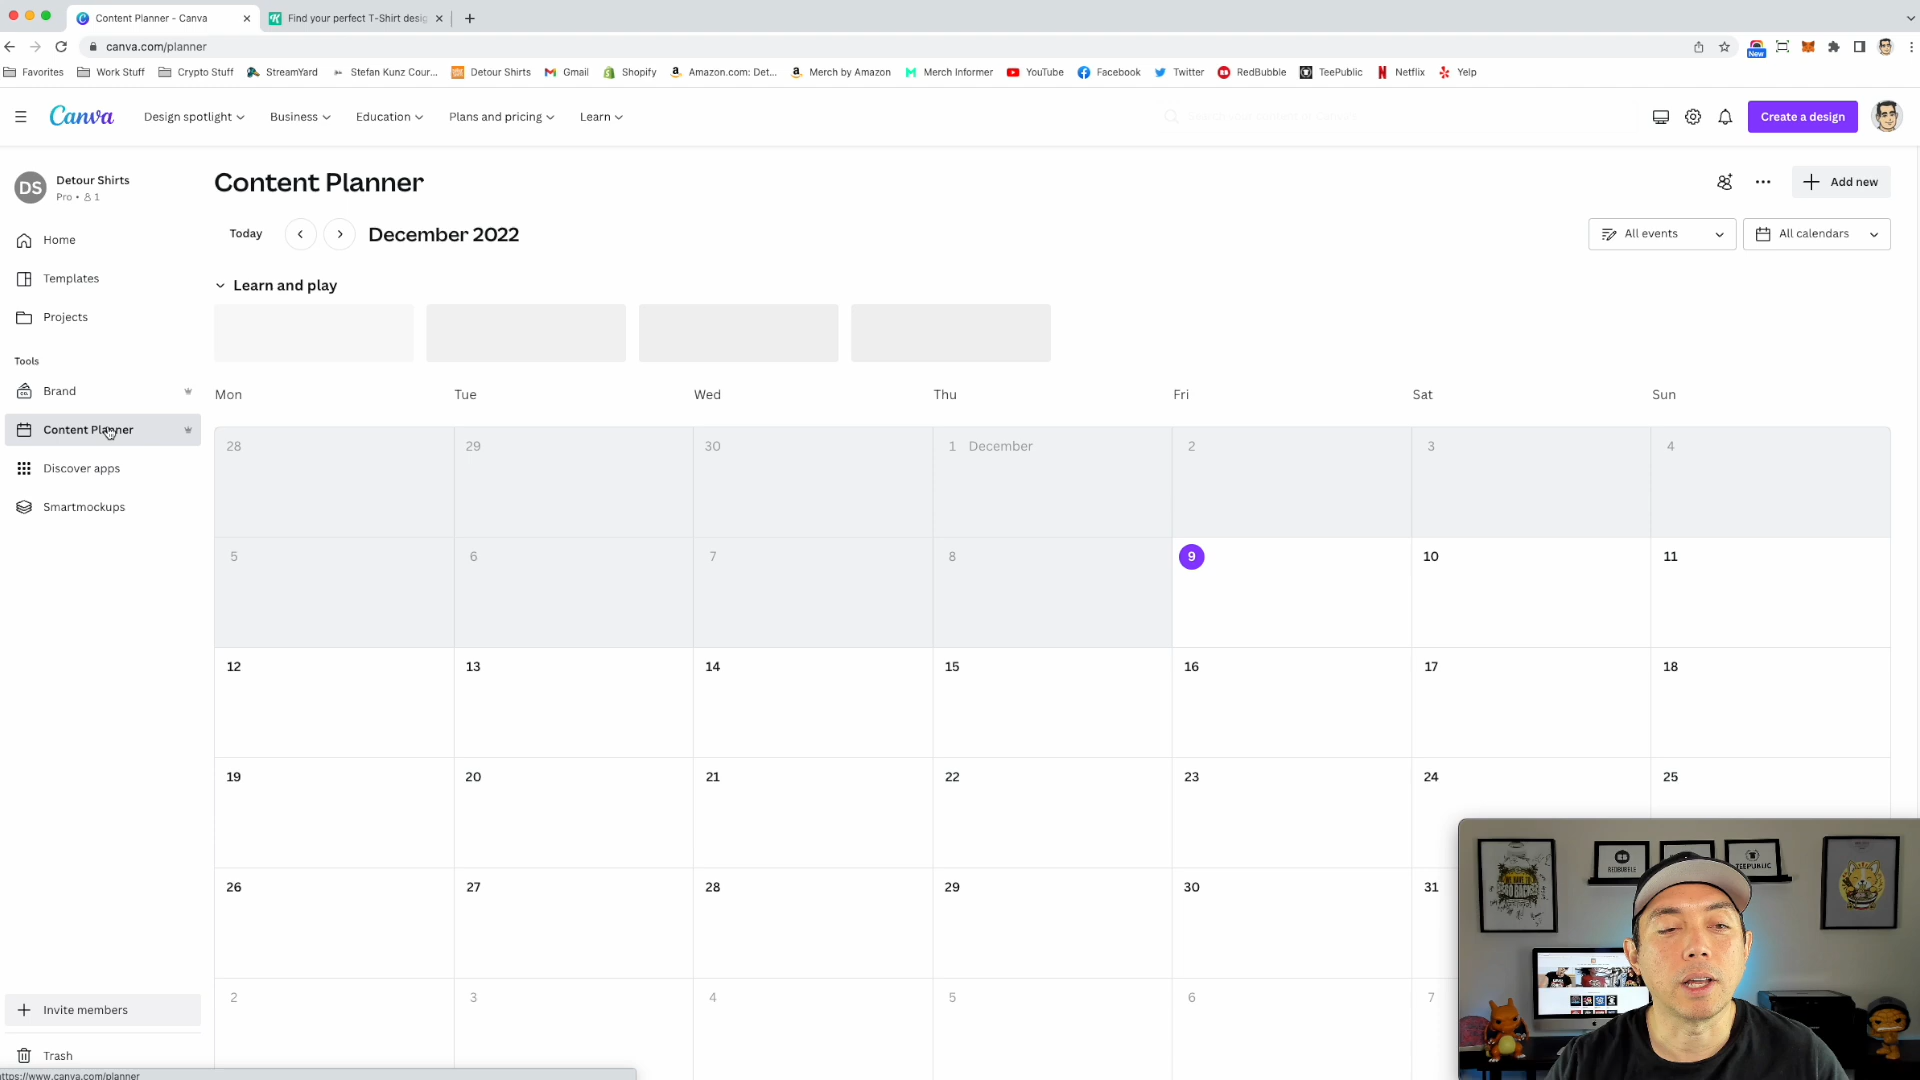 Content Planner - Canva
Find your perfect T-Shirt desig
canva.com/planner
New
Favorites
Work Stuff
Crypto Stuff
StreamYard
Stefan Kunz Cour...
Detour Shirts
Gmail
Shopify
Amazon.com: Det...
Merch by Amazon
Merch Informer
YouTube
Facebook
Twitter
RedBubble
TeePublic
Netflix
Yelp
Canva
Design spotlight
Business
Education
Plans and pricing
Learn
Create a design
DS
Detour Shirts
Pro • 1
Home
Templates
Projects
Tools
Brand
Content Planner
Discover apps
Smartmockups
Invite members
Trash
Content Planner
Add new
Today
December 2022
All events
All calendars
Learn and play
Mon Tue Wed Thu Fri Sat Sun
28 29 30 1 December 2 3 4
5 6 7 8 9 10 11
12 13 14 15 16 17 18
19 20 21 22 23 24 25
26 27 28 29 30 31
2 3 4 5 6 7
REDBUBBLE
TEEPUBLIC
https://www.canva.com/planner